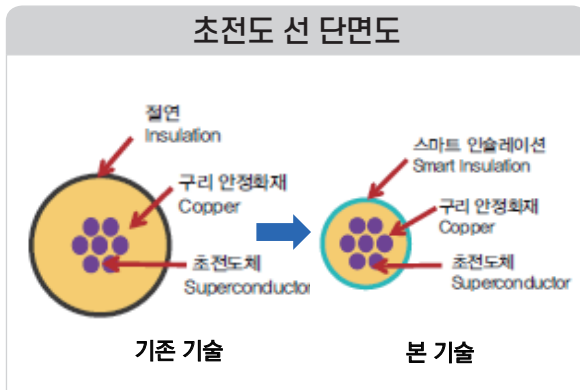 초전도 선 단면도
절연
Insulation
구리 안정화재
Copper
초전도체
Superconductor
기존 기술
스마트 인슐레이션
Smart Insulation
구리 안정화재
Copper
초전도체
Superconductor
본 기술